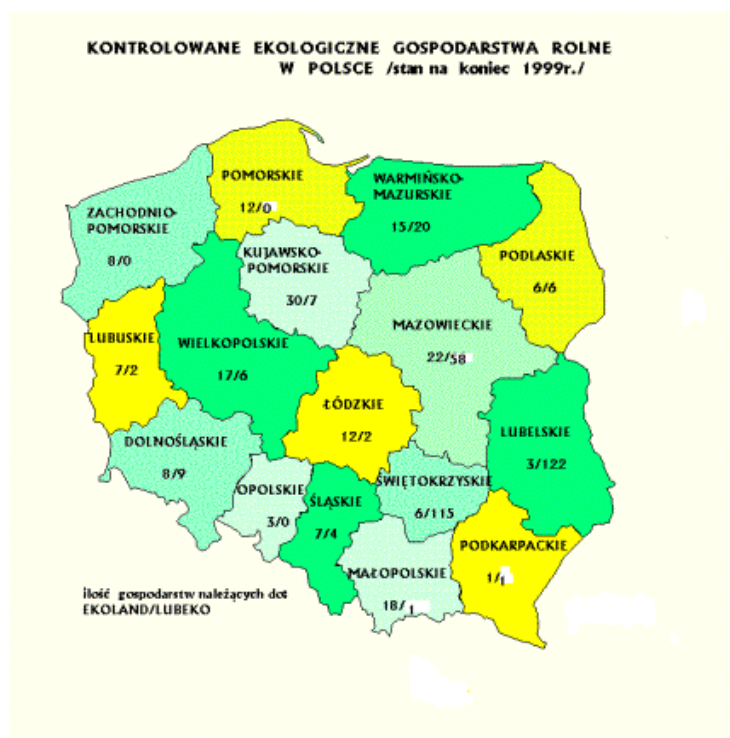 KONTROLOWANE EKOLOGICZNE GOSPODARSTWA ROLNE
W POLSCE /stan na koniec 1999r./
POMORSKIE
12/0
WARMIŃSKO-
MAZURSKIE
15/20
ZACHODNIO-
POMORSKIE
8/0
KUJAWSKO-
POMORSKIE
30/7
PODLASKIE
6/6
LUBUSKIE
7/2
WIELKOPOLSKIE
17/6
MAZOWIECKIE
22/58
ŁÓDZKIE
12/2
LUBELSKIE
3/122
DOLNOŚLĄSKIE
8/9
OPOLSKIE
3/0
ŚLĄSKIE
7/4
ŚWIĘTOKRZYSKIE
6/115
PODKARPACKIE
1/1
MAŁOPOLSKIE
18/1
ilość gospodarstw należących do:
EKOLAND/LUBEKO